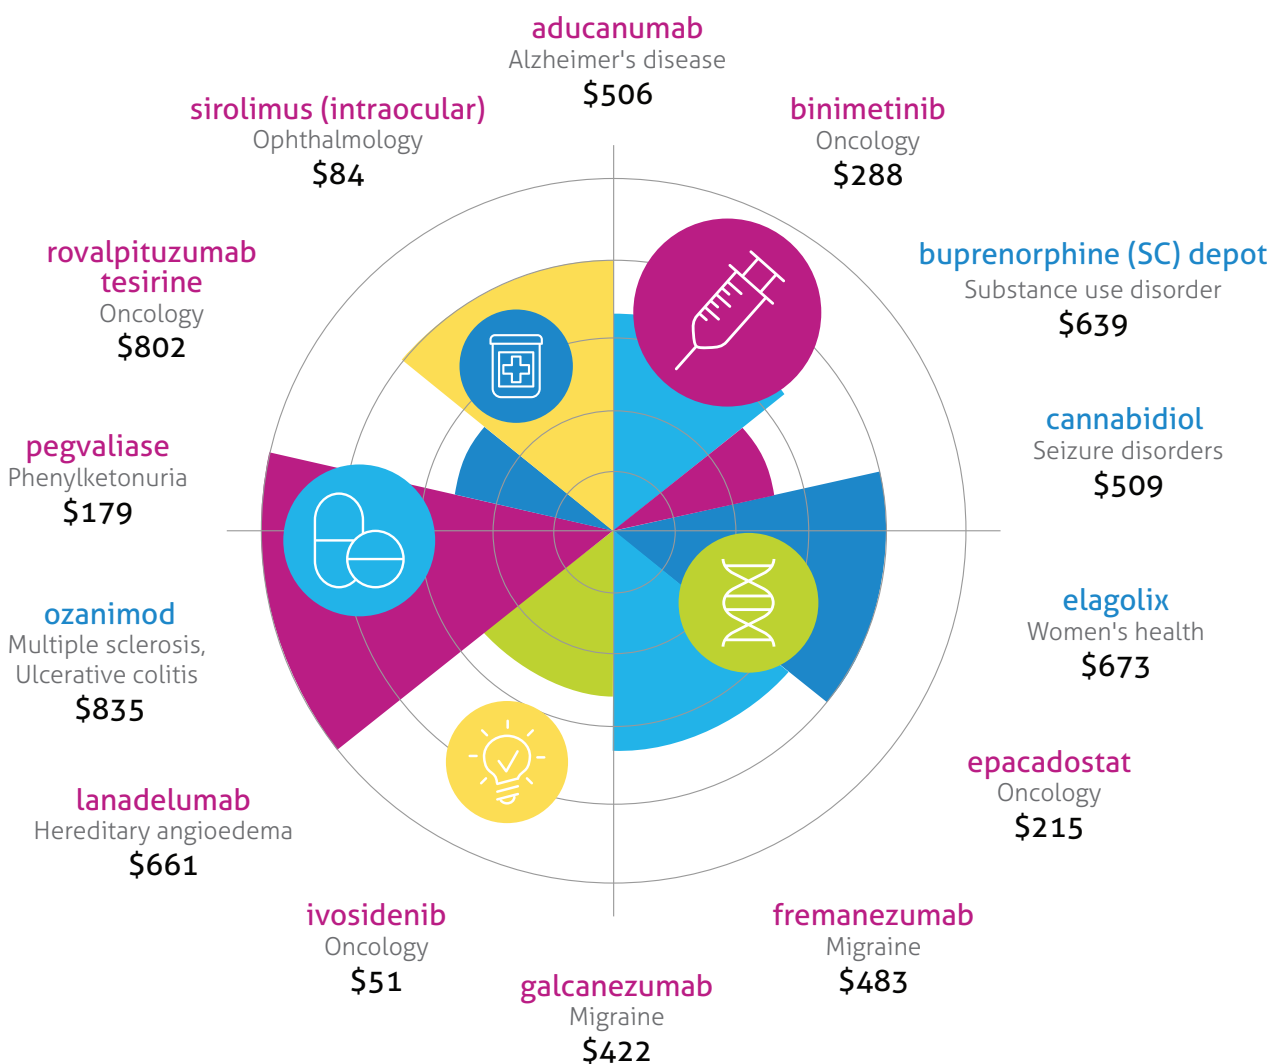 aducanumab
Alzheimer's disease
$506
binimetinib
Oncology
$288
buprenorphine (SC) depot
Substance use disorder
$639
cannabidiol
Seizure disorders
$509
elagolix
Women's health
$673
epacadostat
Oncology
$215
fremanezumab
Migraine
$483
galcanezumab
Migraine
$422
ivosidenib
Oncology
$51
lanadelumab
Hereditary angioedema
$661
ozanimod
Multiple sclerosis,
Ulcerative colitis
$835
pegvaliase
Phenylketonuria
$179
rovalpituzumab
tesirine
Oncology
$802
sirolimus (intraocular)
Ophthalmology
$84